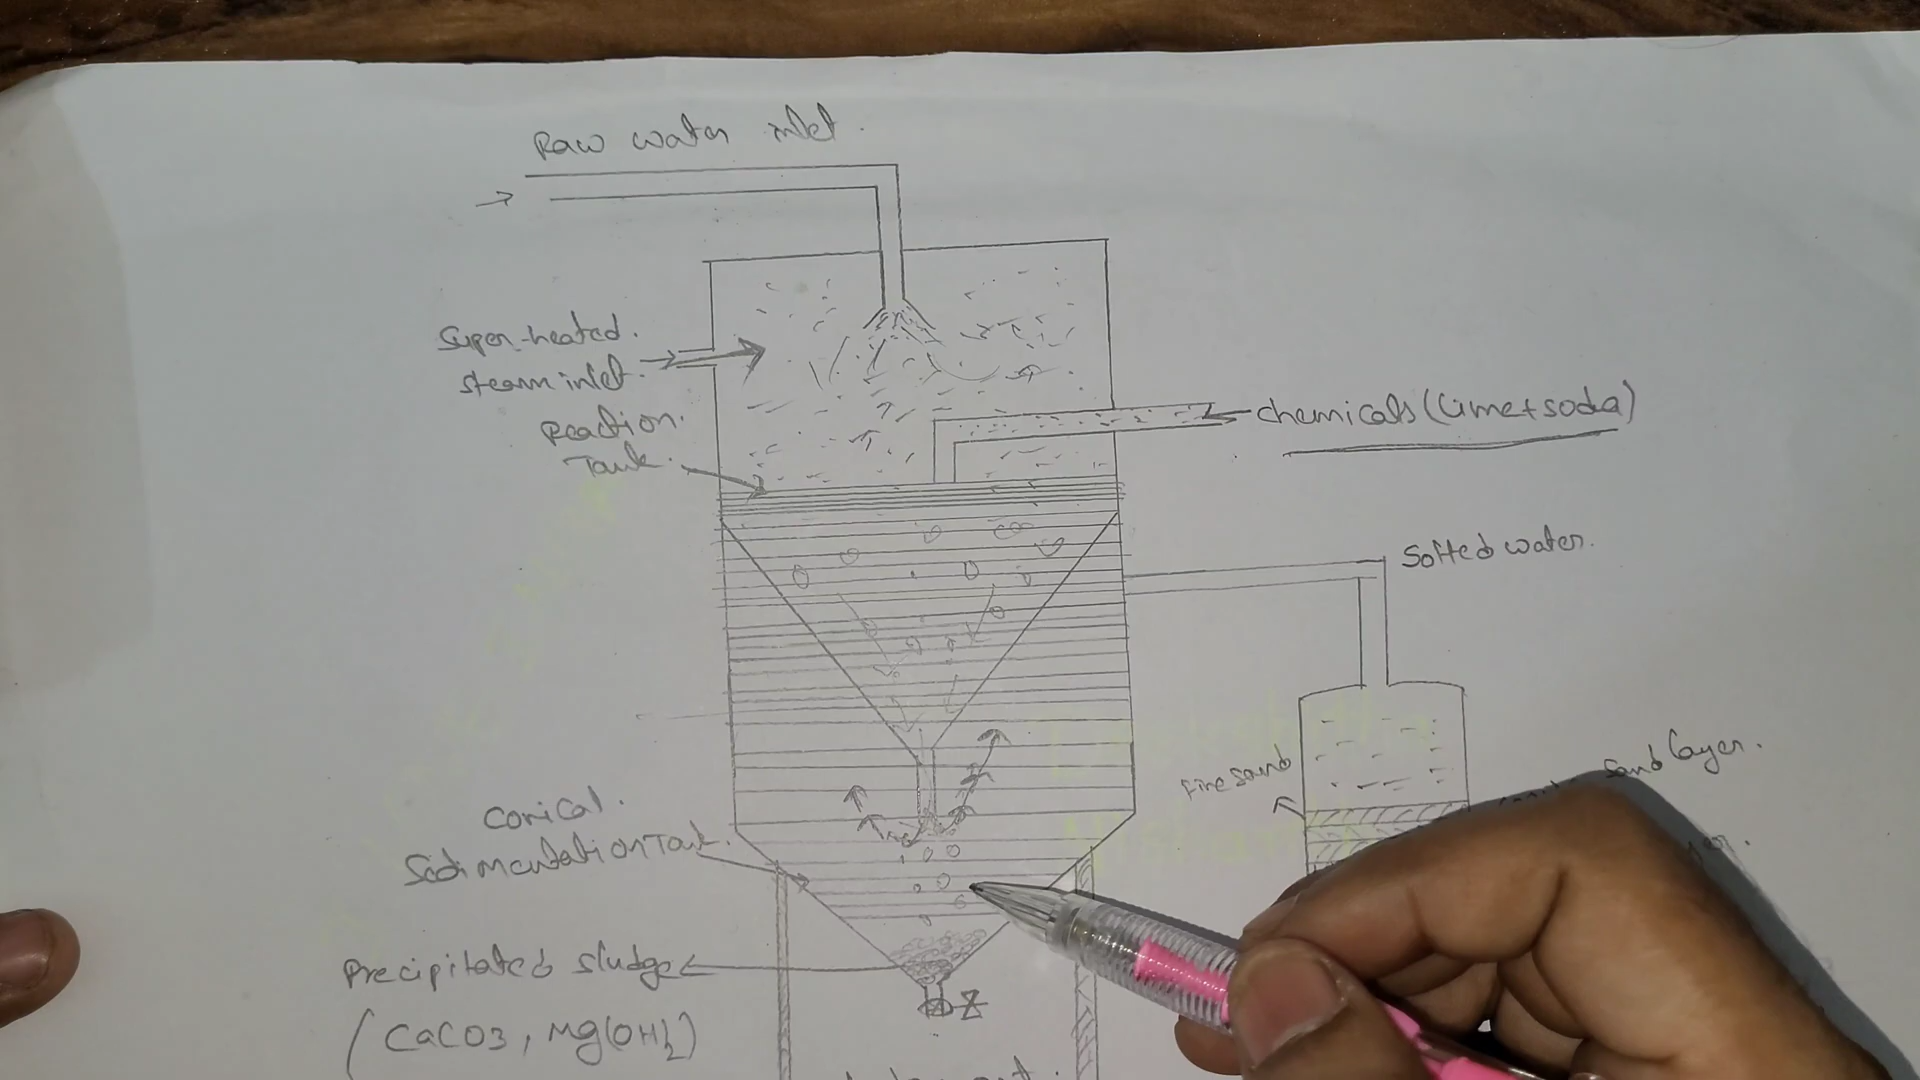 Raw water inlet.
Super-heated.
steam inlet.
Reaction.
Tank.
chemicals (Lime+soda)
Softed water.
Fine sand
Sand layer.
Conical.
Sedimentation Tank.
Precipitated sludge
(CaCO3, Mg(OH)2)